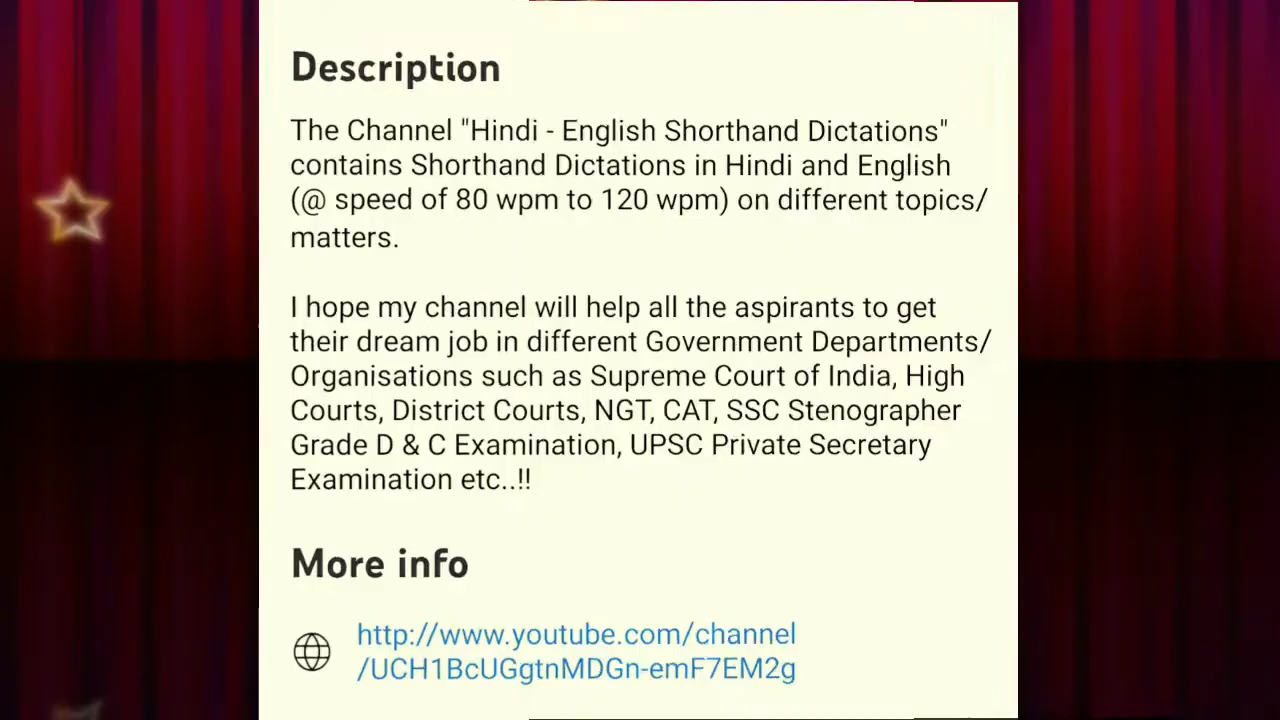 Description
The Channel "Hindi - English Shorthand Dictations"
contains Shorthand Dictations in Hindi and English
(@ speed of 80 wpm to 120 wpm) on different topics/
matters.
I hope my channel will help all the aspirants to get
their dream job in different Government Departments/
Organisations such as Supreme Court of India, High
Courts, District Courts, NGT, CAT, SSC Stenographer
Grade D & C Examination, UPSC Private Secretary
Examination etc..!!
More info
http://www.youtube.com/channel
/UCH1BcUGgtnMDGn-emF7EM2g